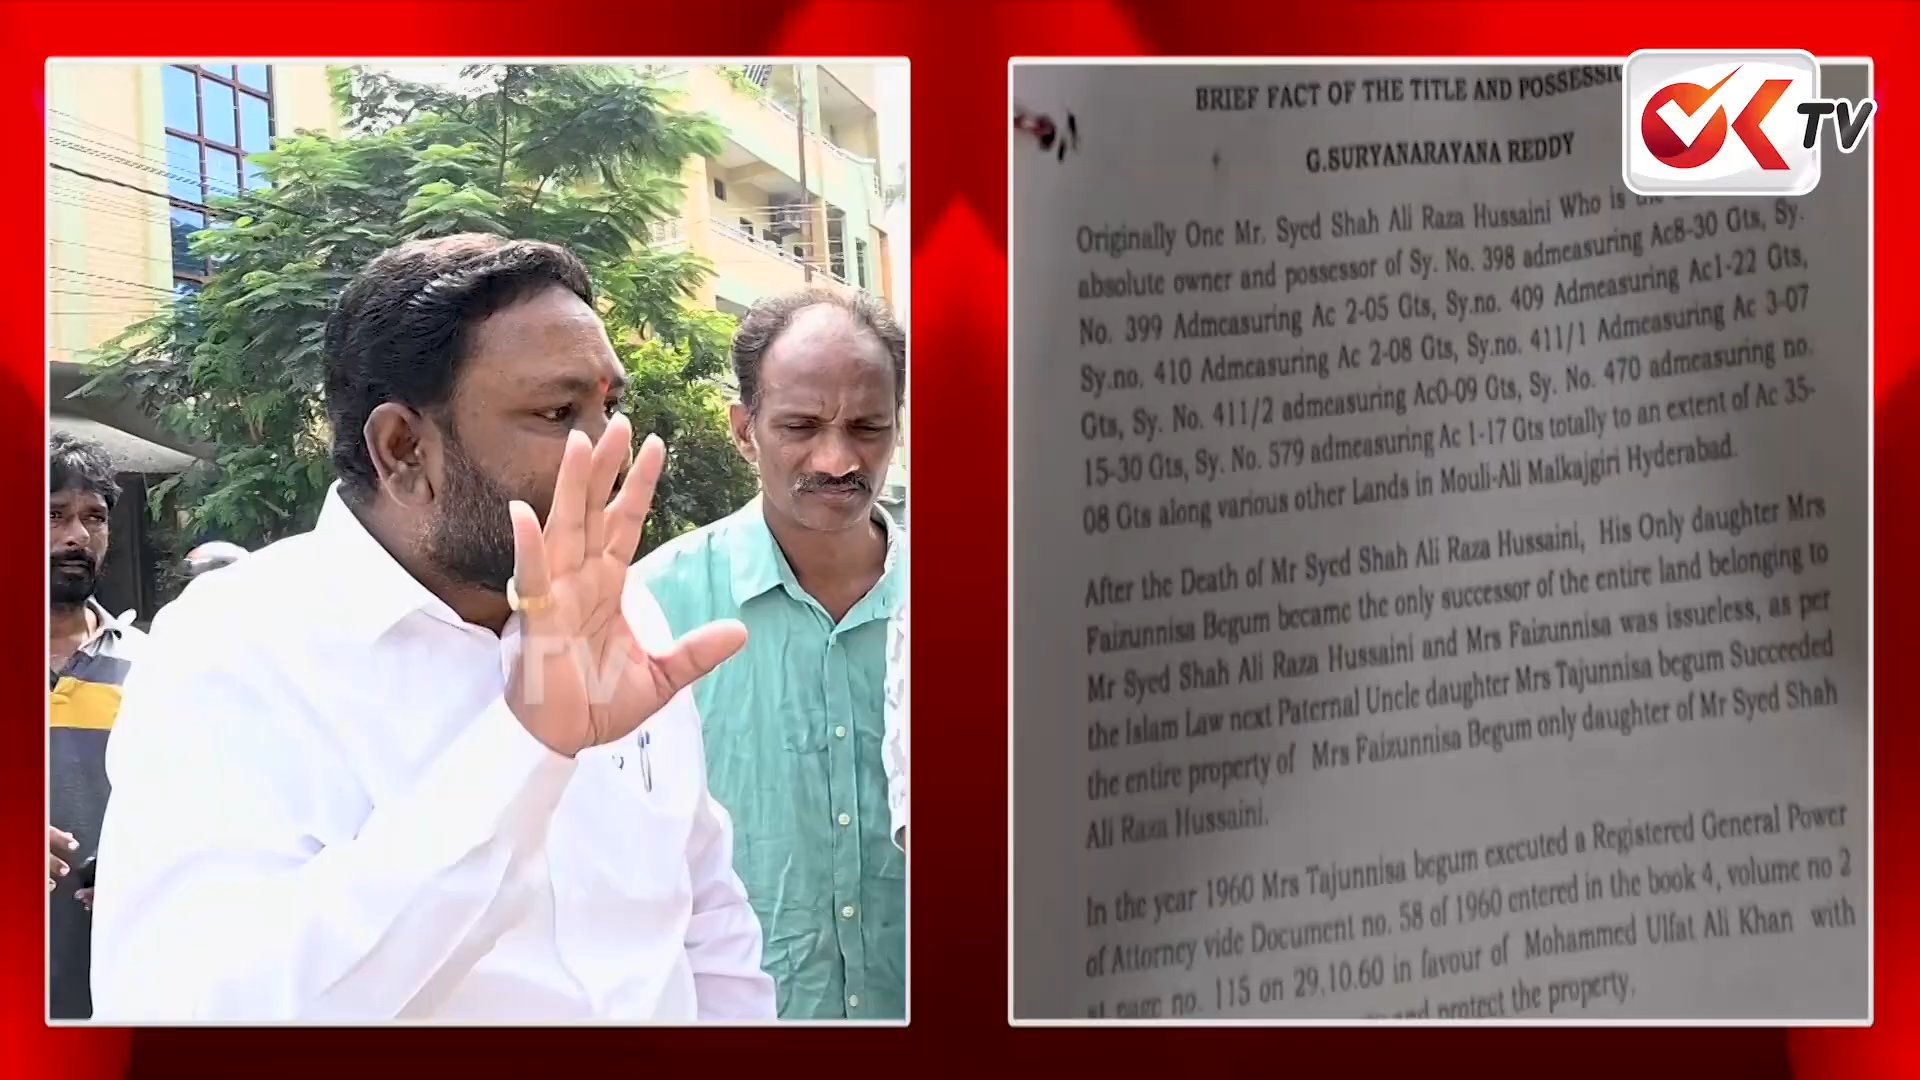 OK TV
TV
BRIEF FACT OF THE TITLE AND
G.SURYANARAYANA REDDY
Originally One Mr. Syed Shah Ali Raza Hussaini Who is
absolute owner and possessor of Sy. No. 398 admeasuring Ac8-30 Gts, Sy.
No. 399 Admeasuring Ac 2-05 Gts, Sy.no. 409 Admeasuring Ac1-22 Gts,
Sy.no. 410 Admeasuring Ac 2-08 Gts, Sy.no. 411/1 Admeasuring Ac 3-07
Gts, Sy. No. 411/2 admeasuring Ac0-09 Gts, Sy. No. 470 admeasuring no.
15-30 Gts, Sy. No. 579 admeasuring Ac 1-17 Gts totally to an extent of Ac 35-
08 Gts along various other Lands in Mouli-Ali Malkajgiri Hyderabad.
After the Death of Mr Syed Shah Ali Raza Hussaini, His Only daughter Mrs
Faizunnisa Begum became the only successor of the entire land belonging to
Mr Syed Shah Ali Raza Hussaini and Mrs Faizunnisa was issueless, as per
the Islam Law next Paternal Uncle daughter Mrs Tajunnisa begum Succeeded
the entire property of Mrs Faizunnisa Begum only daughter of Mr Syed Shah
Ali Raza Hussaini.
In the year 1960 Mrs Tajunnisa begum executed a Registered General Power
of Attorney vide Document no. 58 of 1960 entered in the book 4, volume no 2
at page no. 115 on 29.10.60 in favour of Mohammed Ulfat Ali Khan with
and protect the property.